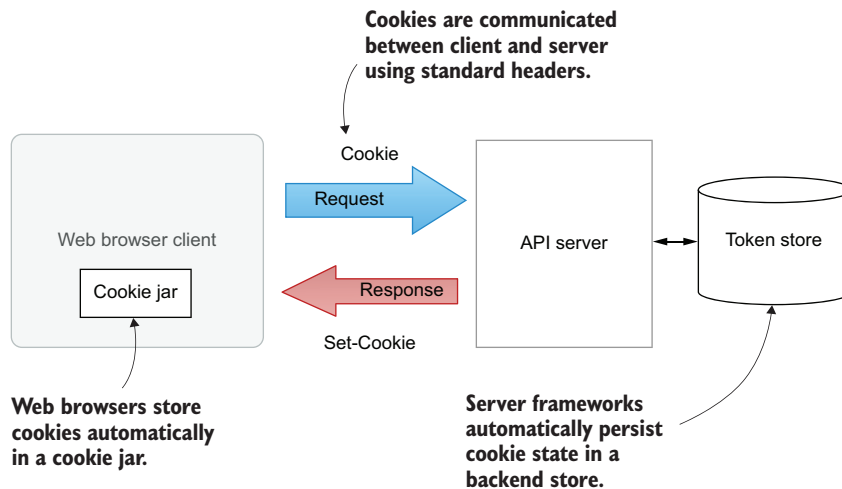 Cookies are communicated
between client and server
using standard headers.
Cookie
Request
Web browser client
API server
Token store
Cookie jar
Response
Set-Cookie
Web browsers store
cookies automatically
in a cookie jar.
Server frameworks
automatically persist
cookie state in a
backend store.